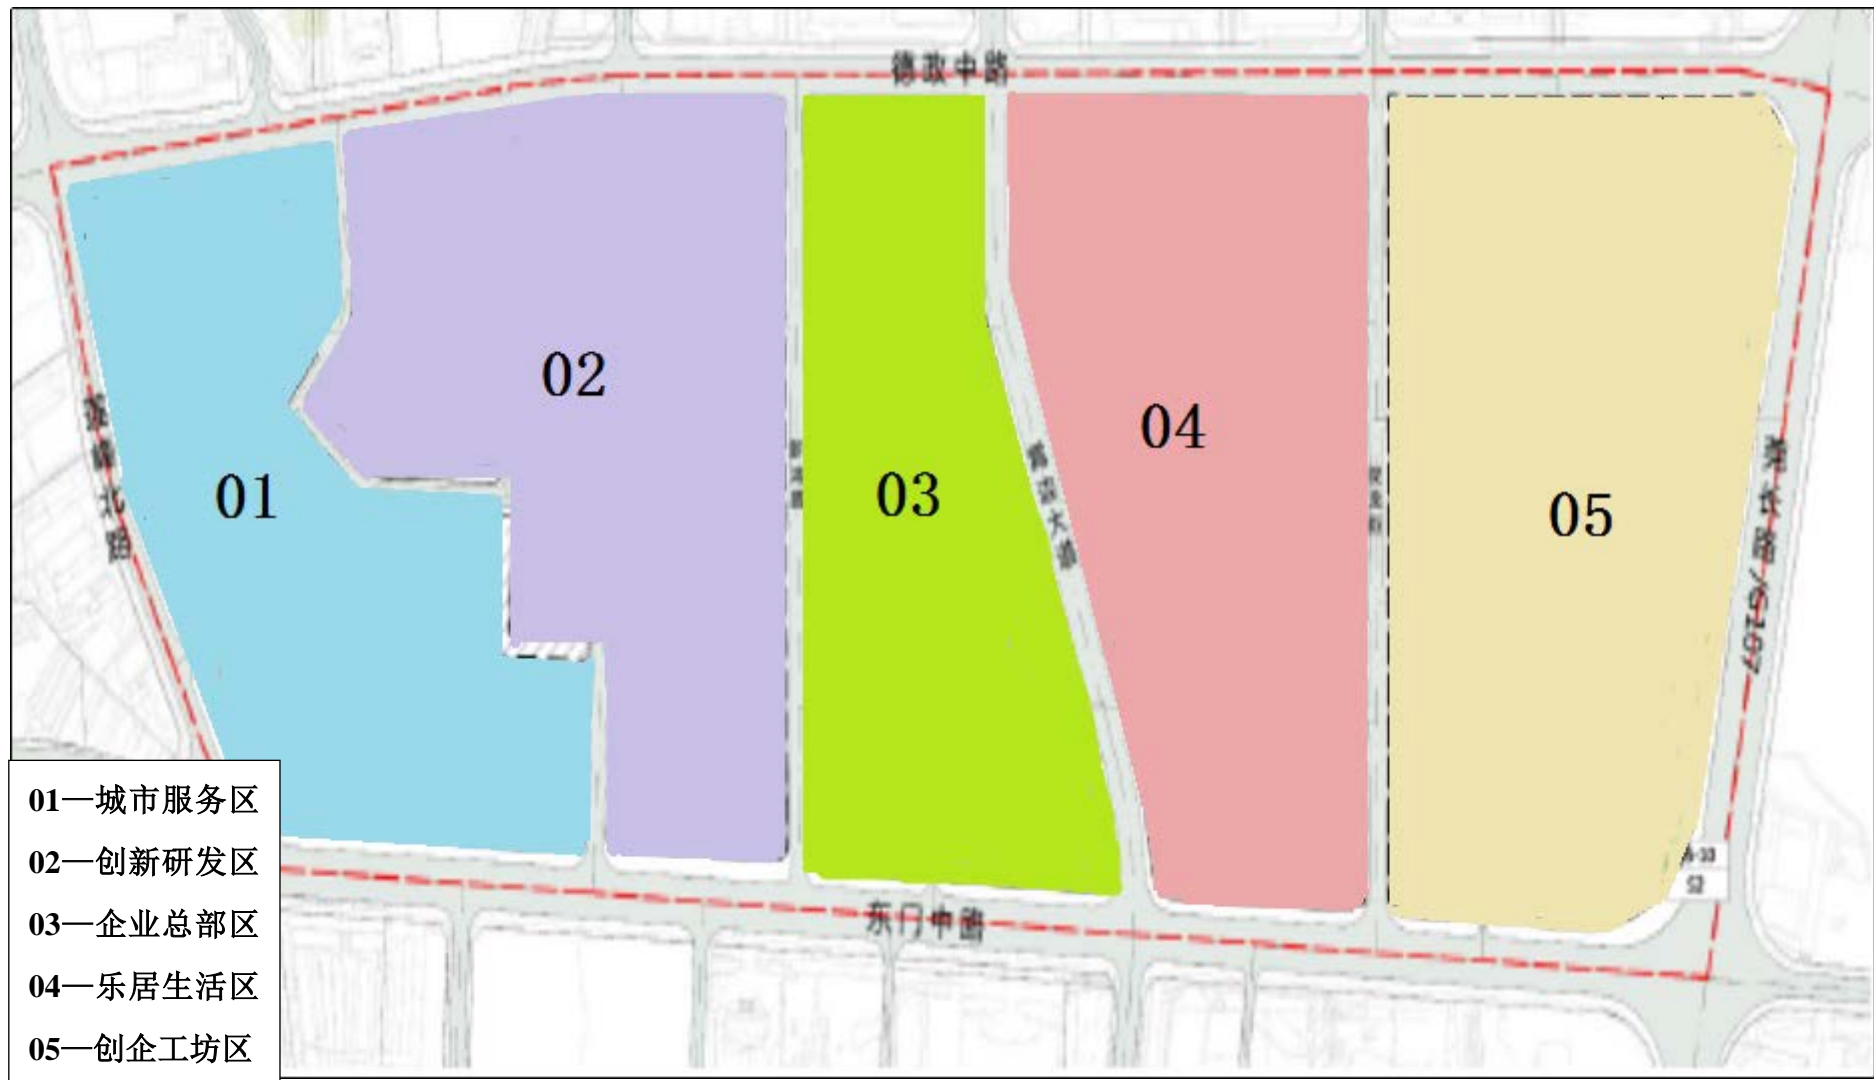 德政中路
02
04
01
03
05
东门中路
01—城市服务区
02—创新研发区
03—企业总部区
04—乐居生活区
05—创企工坊区